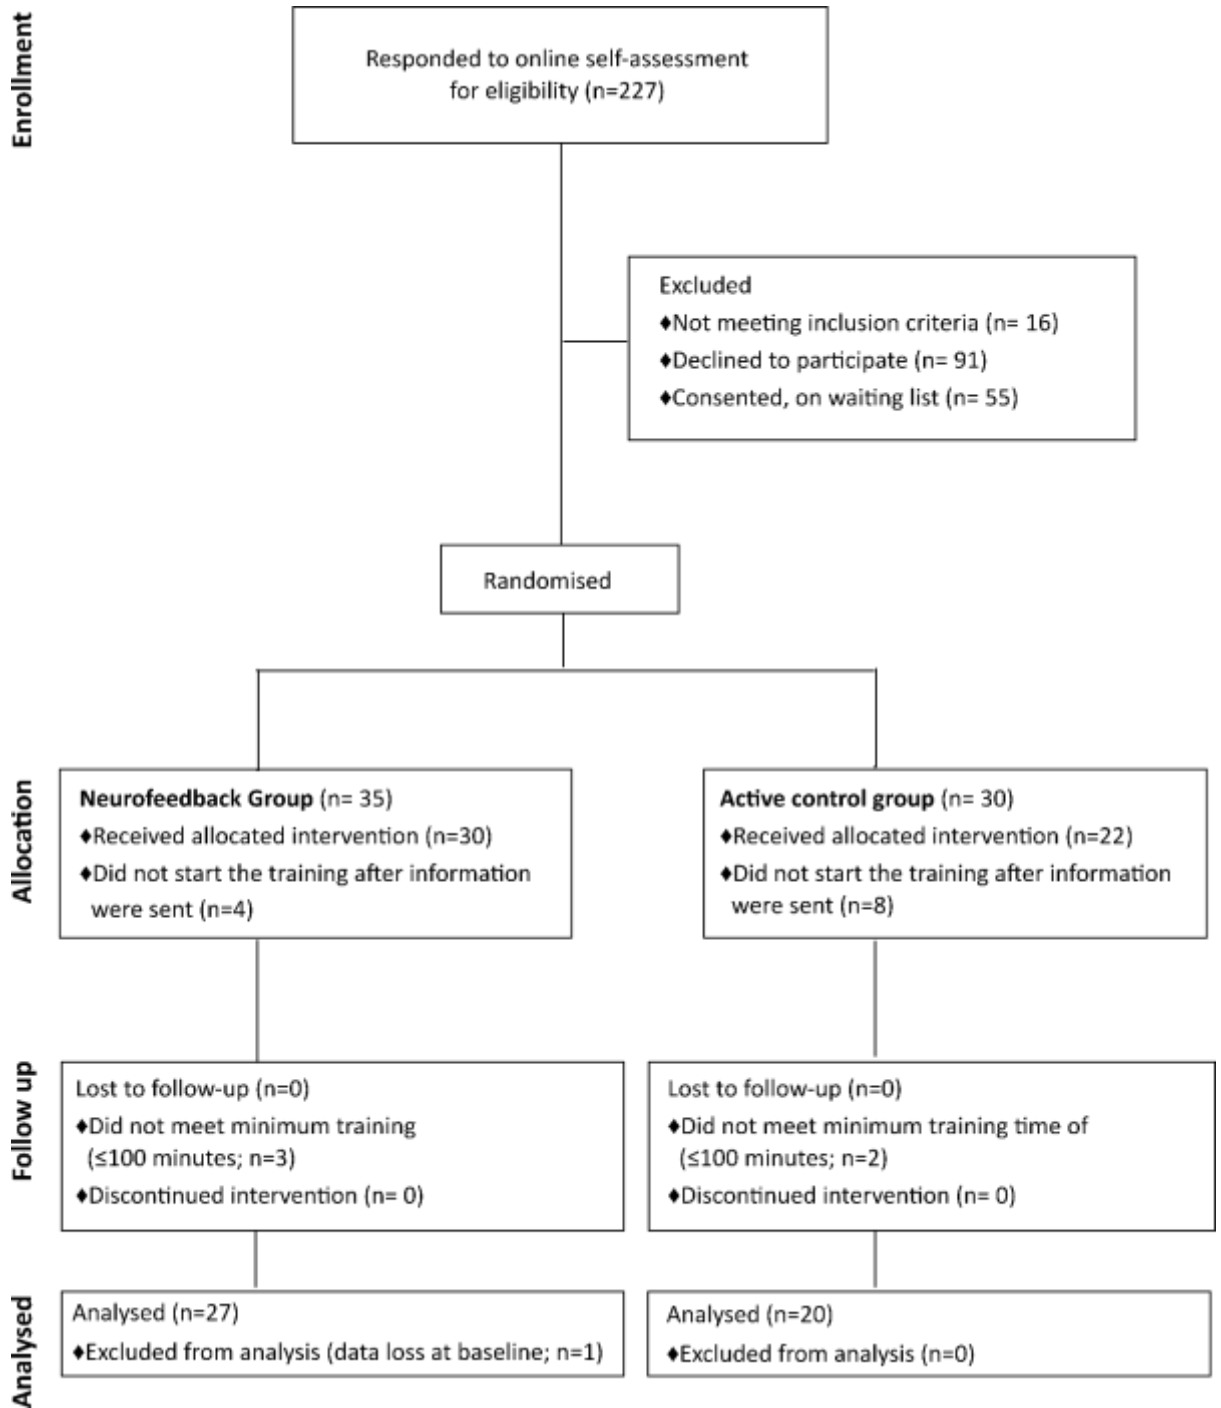 Enrollment
Responded to online self-assessment
for eligibility (n=227)
Excluded
♦Not meeting inclusion criteria (n= 16)
♦Declined to participate (n= 91)
♦Consented, on waiting list (n= 55)
Randomised
Allocation
Neurofeedback Group (n= 35)
♦Received allocated intervention (n=30)
♦Did not start the training after information
were sent (n=4)
Active control group (n= 30)
♦Received allocated intervention (n=22)
♦Did not start the training after information
were sent (n=8)
Follow up
Lost to follow-up (n=0)
♦Did not meet minimum training
(≤100 minutes; n=3)
♦Discontinued intervention (n= 0)
Lost to follow-up (n=0)
♦Did not meet minimum training time of
(≤100 minutes; n=2)
♦Discontinued intervention (n= 0)
Analysed
Analysed (n=27)
♦Excluded from analysis (data loss at baseline; n=1)
Analysed (n=20)
♦Excluded from analysis (n=0)